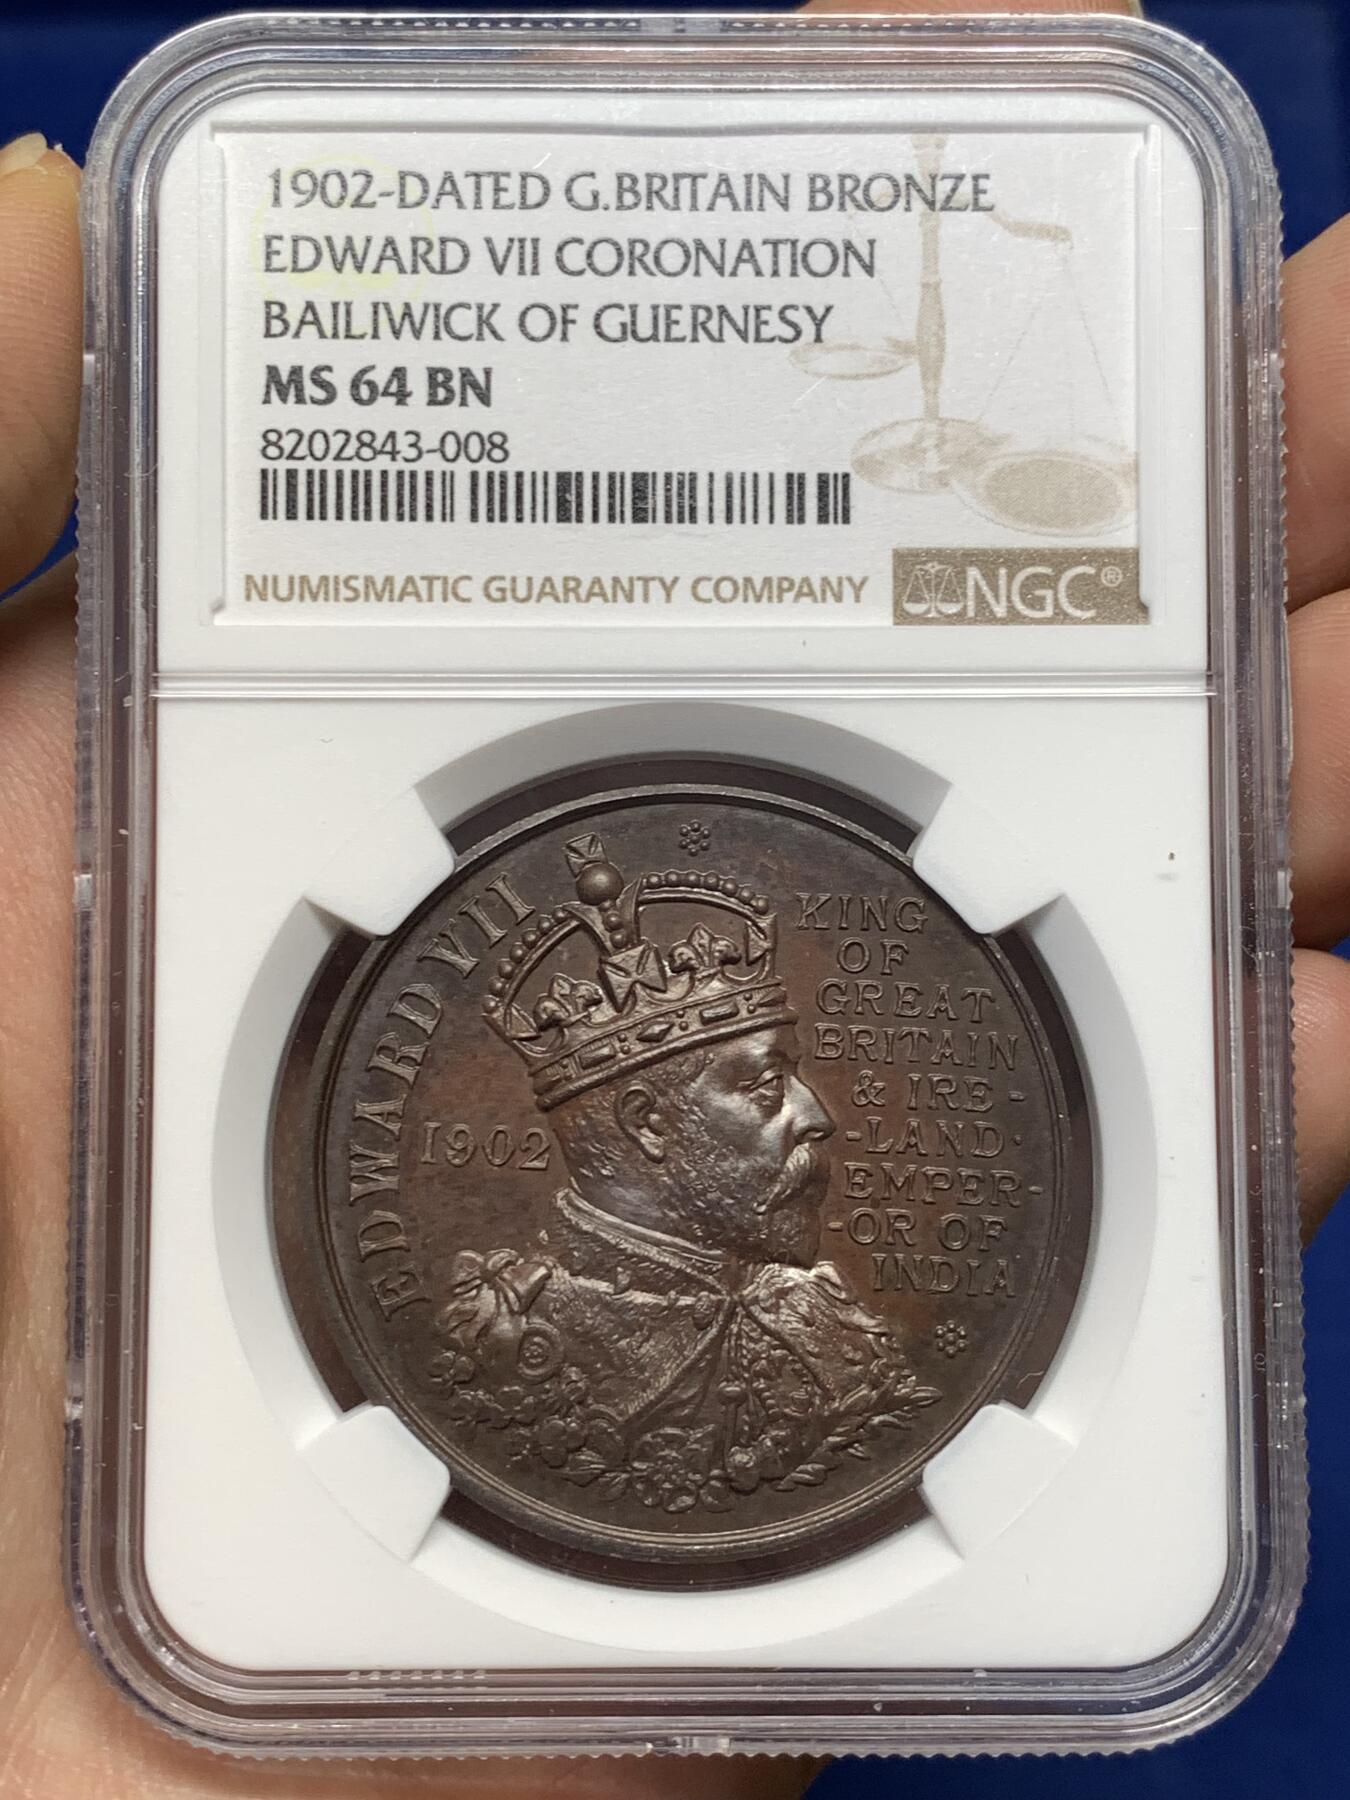 1902-DATED G.BRITAIN BRONZE
EDWARD VII CORONATION
BAILIWICK OF GUERNESY
MS 64 BN
8202843-008
NUMISMATIC GUARANTY COMPANY
NGC®
EDWARD VII
1902
KING
OF
GREAT
BRITAIN
& IRE-
-LAND·
EMPER-
-OR OF
INDIA